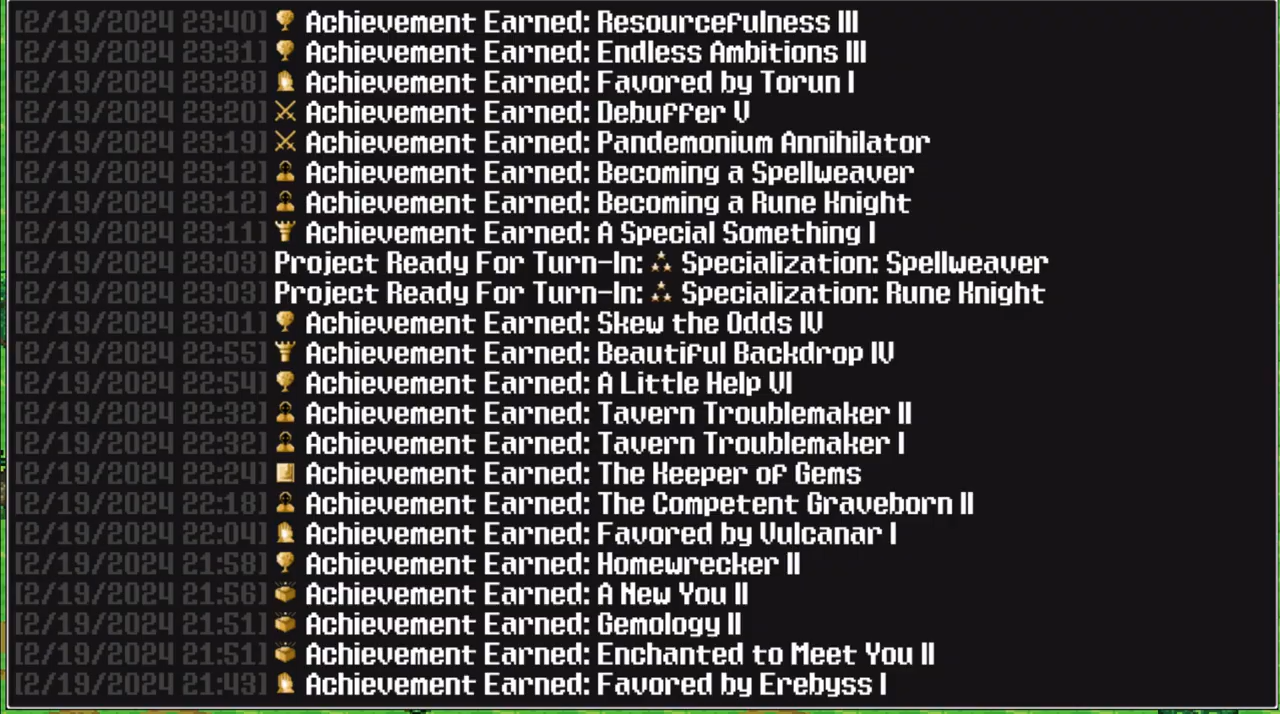 [2/19/2024 23:40] Achievement Earned: Resourcefulness III
[2/19/2024 23:31] Achievement Earned: Endless Ambitions III
[2/19/2024 23:28] Achievement Earned: Favored by Torun I
[2/19/2024 23:20] Achievement Earned: Debuffer V
[2/19/2024 23:19] Achievement Earned: Pandemonium Annihilator
[2/19/2024 23:12] Achievement Earned: Becoming a Spellweaver
[2/19/2024 23:12] Achievement Earned: Becoming a Rune Knight
[2/19/2024 23:11] Achievement Earned: A Special Something I
[2/19/2024 23:03] Project Ready For Turn-In: Specialization: Spellweaver
[2/19/2024 23:03] Project Ready For Turn-In: Specialization: Rune Knight
[2/19/2024 23:01] Achievement Earned: Skew the Odds IV
[2/19/2024 22:55] Achievement Earned: Beautiful Backdrop IV
[2/19/2024 22:54] Achievement Earned: A Little Help VI
[2/19/2024 22:32] Achievement Earned: Tavern Troublemaker II
[2/19/2024 22:32] Achievement Earned: Tavern Troublemaker I
[2/19/2024 22:24] Achievement Earned: The Keeper of Gems
[2/19/2024 22:18] Achievement Earned: The Competent Graveborn II
[2/19/2024 22:04] Achievement Earned: Favored by Vulcanar I
[2/19/2024 21:58] Achievement Earned: Homewrecker II
[2/19/2024 21:56] Achievement Earned: A New You II
[2/19/2024 21:51] Achievement Earned: Gemology II
[2/19/2024 21:51] Achievement Earned: Enchanted to Meet You II
[2/19/2024 21:43] Achievement Earned: Favored by Erebyss I